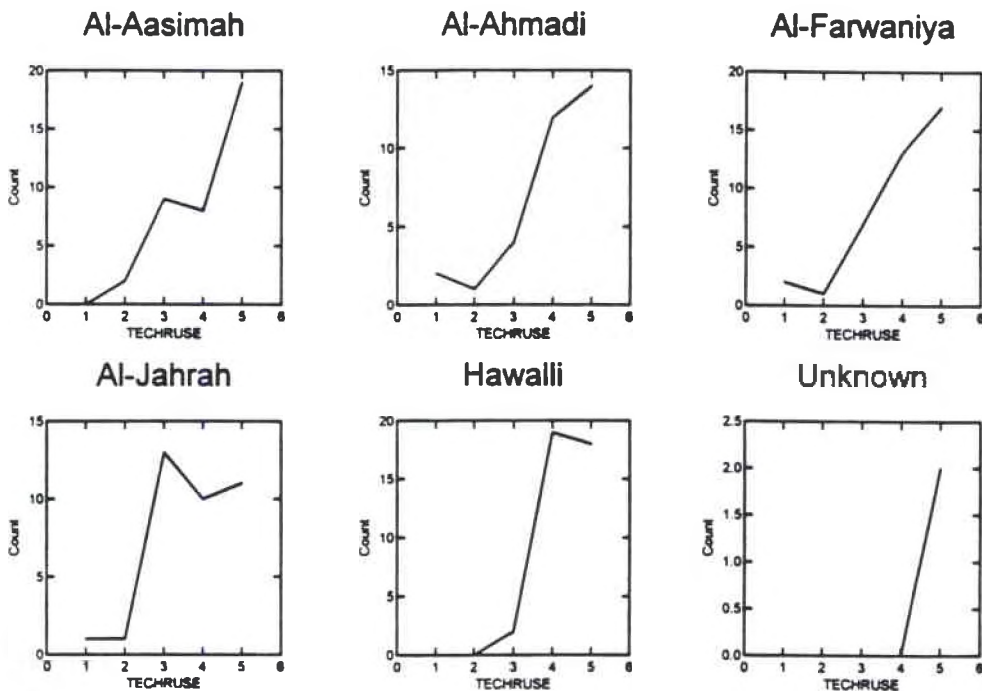 Al-Aasimah
Al-Ahmadi
Al-Farwaniya
20
15
10
5
0
Count
0 1 2 3 4 5 6
TECHRUSE
15
10
5
0
Count
0 1 2 3 4 5 6
TECHRUSE
20
15
10
5
0
Count
0 1 2 3 4 5 6
TECHRUSE
Al-Jahrah
Hawalli
Unknown
15
10
5
0
Count
0 1 2 3 4 5 6
TECHRUSE
20
15
10
5
0
Count
0 1 2 3 4 5 6
TECHRUSE
2.5
2.0
1.5
1.0
0.5
0.0
Count
0 1 2 3 4 5 6
TECHRUSE